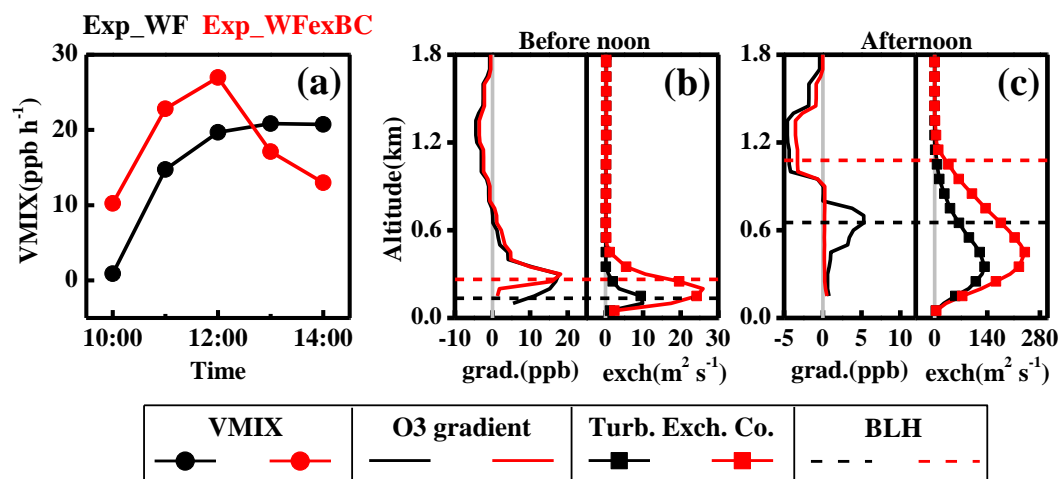 Exp_WF Exp_WFexBC
Before noon
Afternoon
30
20
10
0
VMIX(ppb h-1)
(a)
10:00 12:00 14:00
Time
1.8
1.2
0.6
0.0
Altitude(km)
(b)
-10 0 10 20 0 10 20 30
grad.(ppb) exch(m2 s-1)
1.8
1.2
0.6
0.0
(c)
-5 0 5 10 0 140 280
grad.(ppb) exch(m2 s-1)
VMIX O3 gradient Turb. Exch. Co. BLH